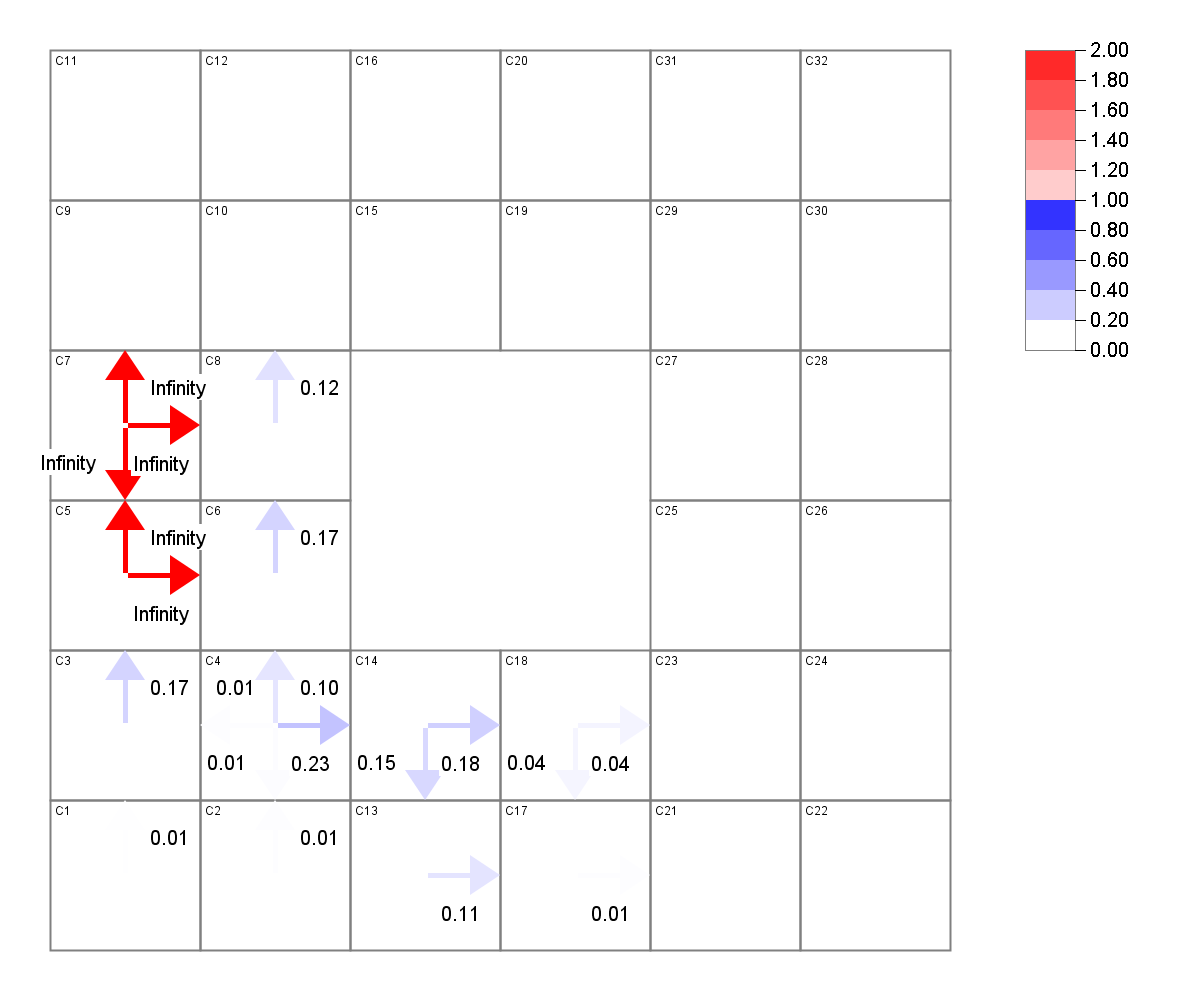 C11 C12 C16 C20 C31 C32
C9 C10 C15 C19 C29 C30
C7 C8 C27 C28
Infinity 0.12
Infinity Infinity
C5 C6 C25 C26
Infinity 0.17
Infinity
C3 C4 C14 C18 C23 C24
0.17 0.01 0.10
0.01 0.23 0.15 0.18 0.04 0.04
C1 C2 C13 C17 C21 C22
0.01 0.01
0.11 0.01
2.00
1.80
1.60
1.40
1.20
1.00
0.80
0.60
0.40
0.20
0.00